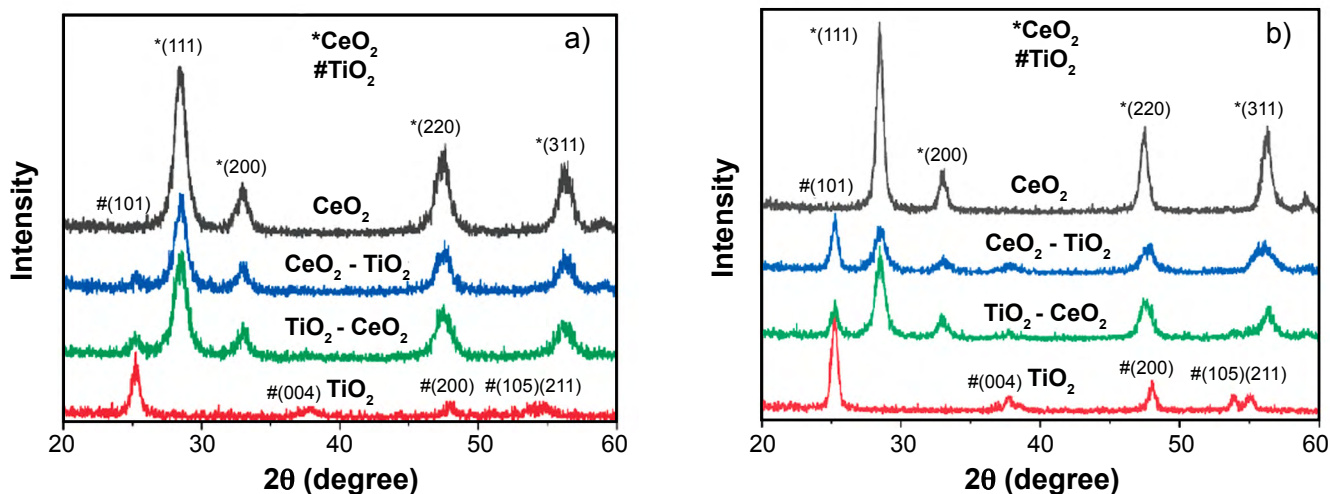 a)
*CeO₂
#TiO₂
*(111)
*(220)
*(311)
*(200)
#(101)
CeO₂
CeO₂ - TiO₂
TiO₂ - CeO₂
#(004) TiO₂ #(200) #(105)(211)
Intensity
20 30 40 50 60
2θ (degree)
b)
*CeO₂
#TiO₂
*(111)
*(220)
*(311)
*(200)
#(101)
CeO₂
CeO₂ - TiO₂
TiO₂ - CeO₂
#(004) TiO₂ #(200) #(105)(211)
Intensity
20 30 40 50 60
2θ (degree)